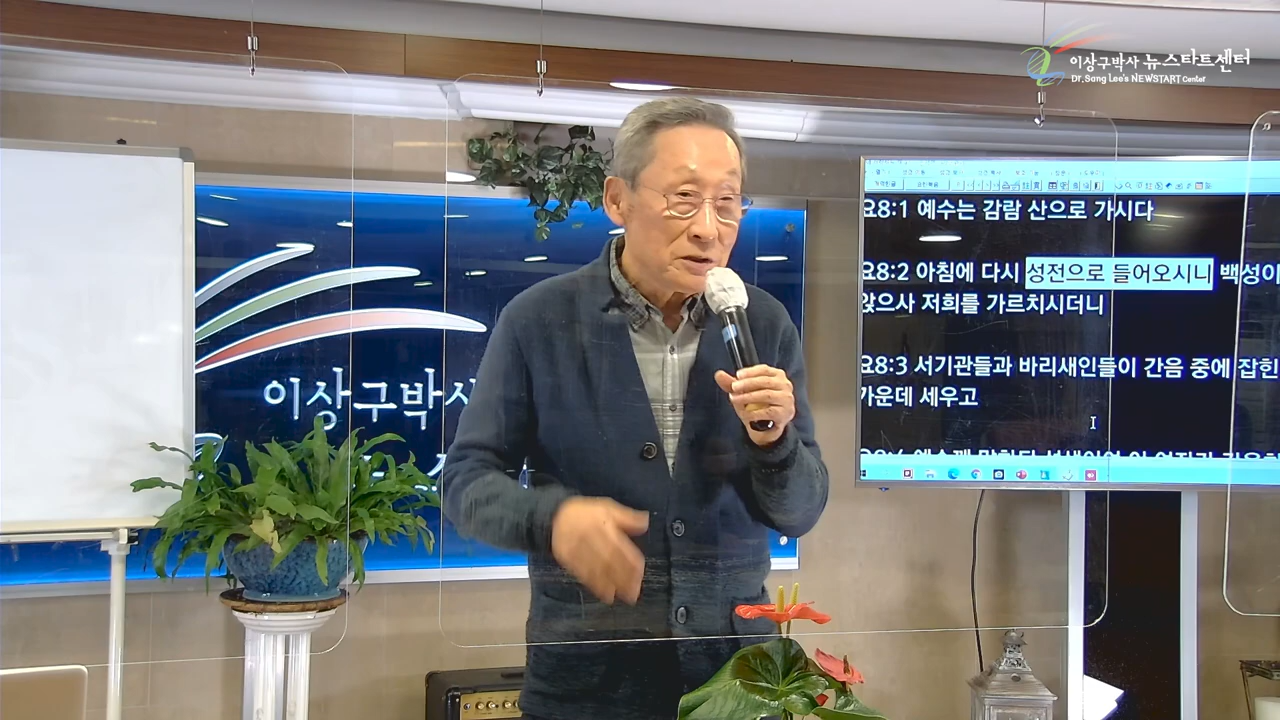 이상구박사 뉴스타트센터
Dr. Sang Lee's NEWSTART Center
이상구박사
요8:1 예수는 감람 산으로 가시다
요8:2 아침에 다시 성전으로 들어오시니 백성이
앉으사 저희를 가르치시더니
요8:3 서기관들과 바리새인들이 간음 중에 잡힌
가운데 세우고